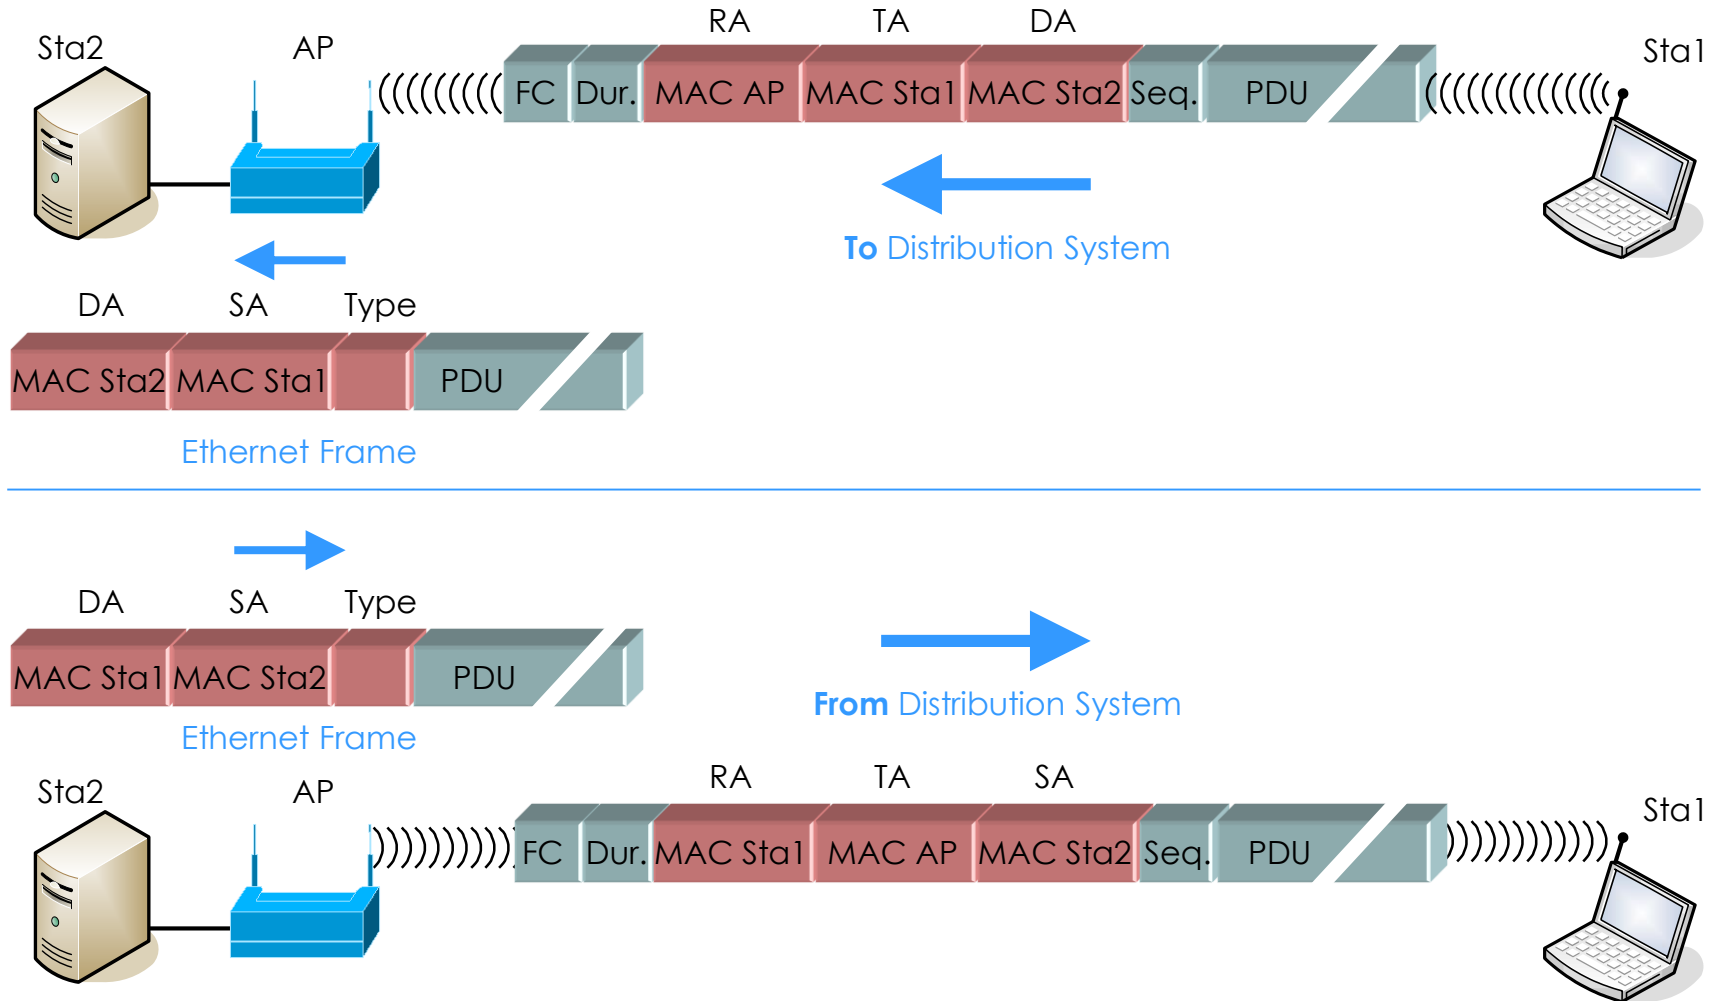 RA TA DA
Sta2 AP Sta1
FC Dur. MAC AP MAC Sta1 MAC Sta2 Seq. PDU
To Distribution System
DA SA Type
MAC Sta2 MAC Sta1 PDU
Ethernet Frame
DA SA Type
MAC Sta1 MAC Sta2 PDU
From Distribution System
Ethernet Frame
RA TA SA
Sta2 AP Sta1
FC Dur. MAC Sta1 MAC AP MAC Sta2 Seq. PDU